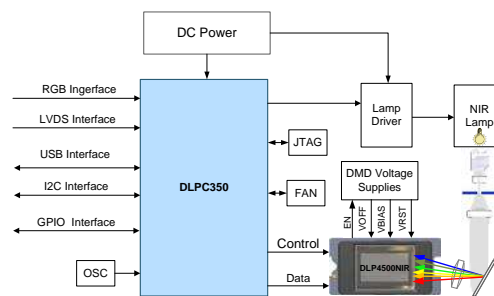 DC Power
RGB Ingerface
LVDS Interface
USB Interface
I2C Interface
GPIO Interface
OSC
DLPC350
JTAG
FAN
Control
Data
Lamp
Driver
NIR
Lamp
DMD Voltage
Supplies
EN
VOFF
VBIAS
VRST
DLP4500NIR